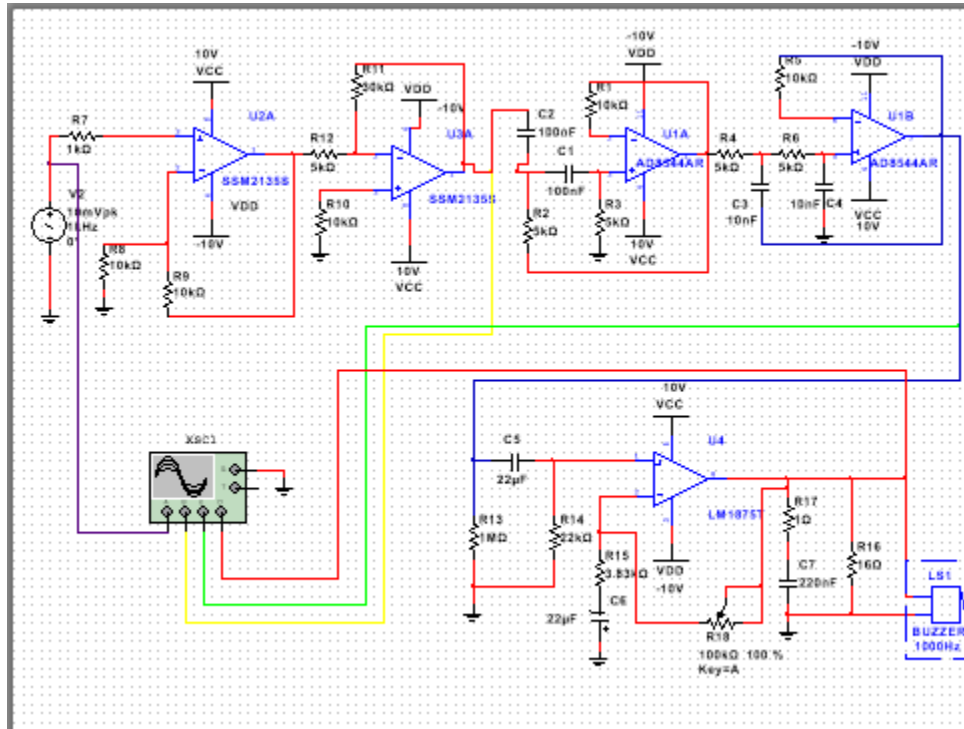 10V
VCC
R7
1kΩ
U2A
SSM2135S
VDD
-10V
V2
10mVpk
1kHz
0°
R8
10kΩ
R9
10kΩ
R11
30kΩ
VDD
-10V
U3A
R12
5kΩ
SSM2135S
R10
10kΩ
10V
VCC
C2
100nF
C1
100nF
R2
5kΩ
R3
5kΩ
-10V
VDD
R1
10kΩ
U1A
AD8544AR
10V
VCC
R4
5kΩ
R6
5kΩ
C3
10nF
10nF
C4
-10V
VDD
R5
10kΩ
U1B
AD8544AR
VCC
10V
XSC1
C5
22µF
R13
1MΩ
R14
22kΩ
-10V
VCC
U4
LM1875T
VDD
-10V
R15
3.83kΩ
C6
22µF
R18
100kΩ 100 %
Key=A
R17
1Ω
C7
220nF
R16
16Ω
LS1
BUZZER
1000Hz